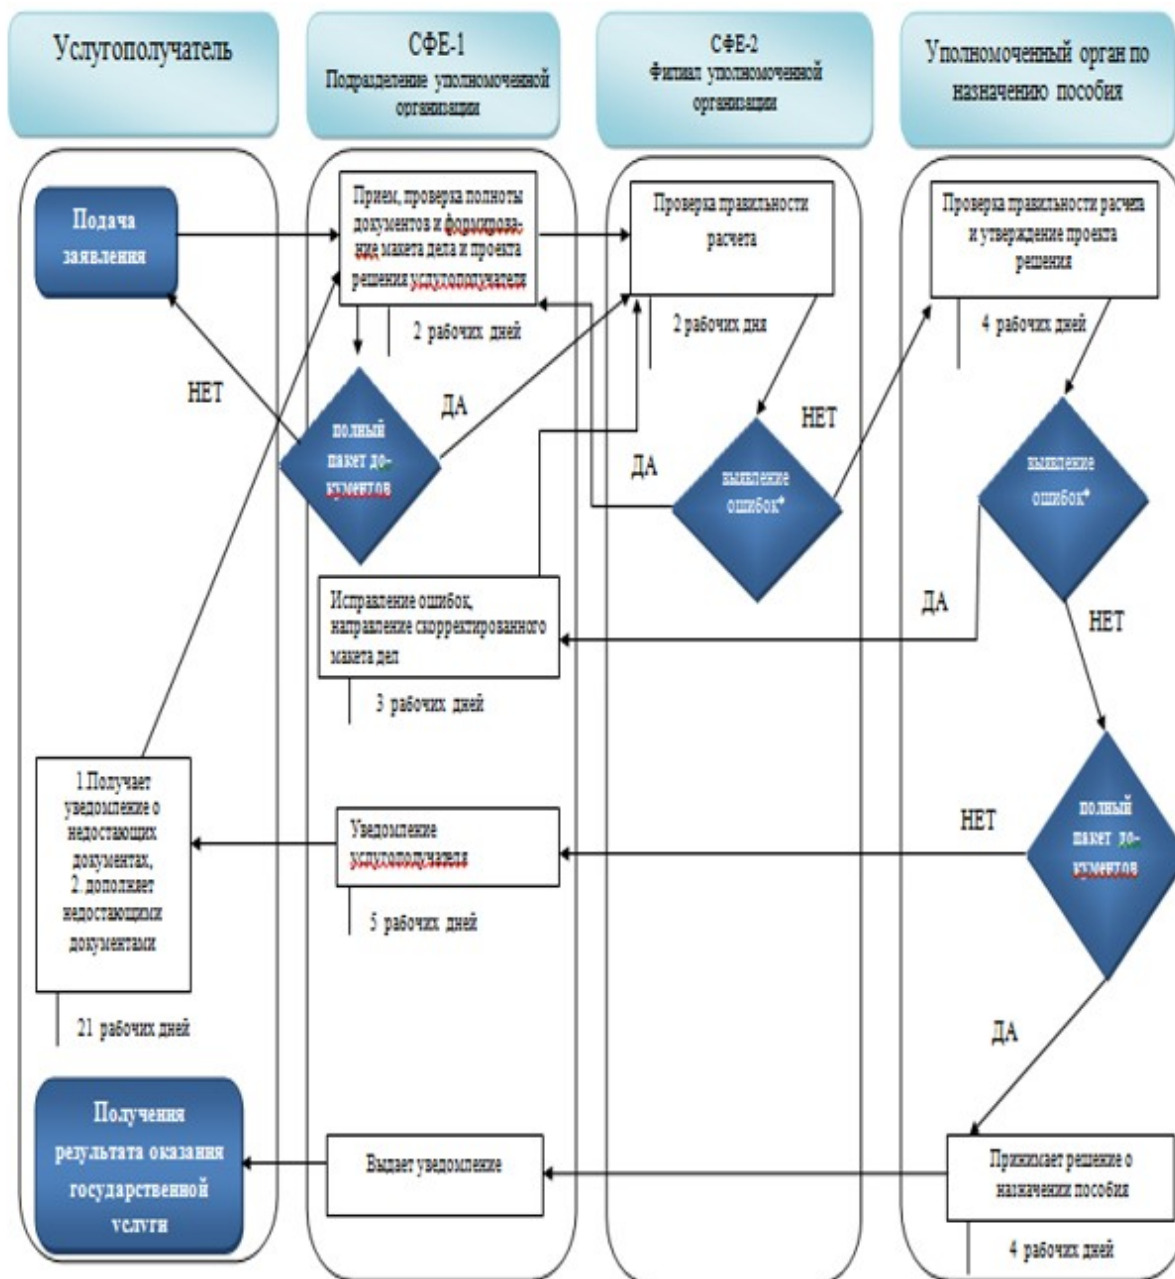 Услугополучатель
СФЕ-1
Подразделение уполномоченной
организации
СФЕ-2
Филиал уполномоченной
организации
Уполномоченный орган по
назначению пособия
Подача
заявления
Прием, проверка полноты
документов и формирова-
ние макета дела и проекта
решения услугополучателя
Проверка правильности
расчета
Проверка правильности расчета
и утверждение проекта
решения
2 рабочих дней
2 рабочих дня
4 рабочих дней
НЕТ
ДА
полный
пакет до-
кументов
ДА
НЕТ
выявление
ошибок*
выявление
ошибок*
ДА
НЕТ
Исправление ошибок,
направление скорректированного
макета дел
3 рабочих дней
1.Получает
уведомление о
недостающих
документах,
2. дополняет
недостающими
документами
21 рабочих дней
Уведомление
услугополучателя
5 рабочих дней
НЕТ
полный
пакет до-
кументов
ДА
Получения
результата оказания
государственной
услуги
Выдает уведомление
Принимает решение о
назначении пособия
4 рабочих дней